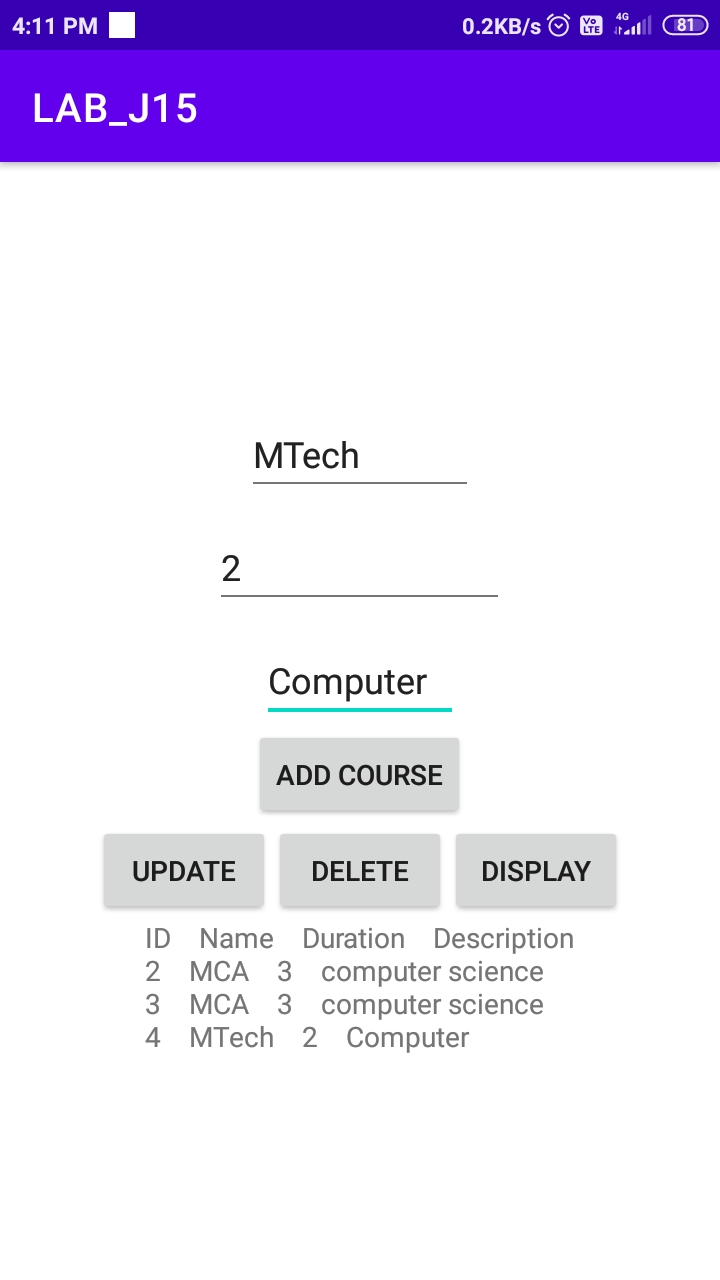 4:11 PM 0.2KB/s Vo LTE 4G 81
LAB_J15
MTech
2
Computer
ADD COURSE
UPDATE DELETE DISPLAY
ID Name Duration Description
2 MCA 3 computer science
3 MCA 3 computer science
4 MTech 2 Computer